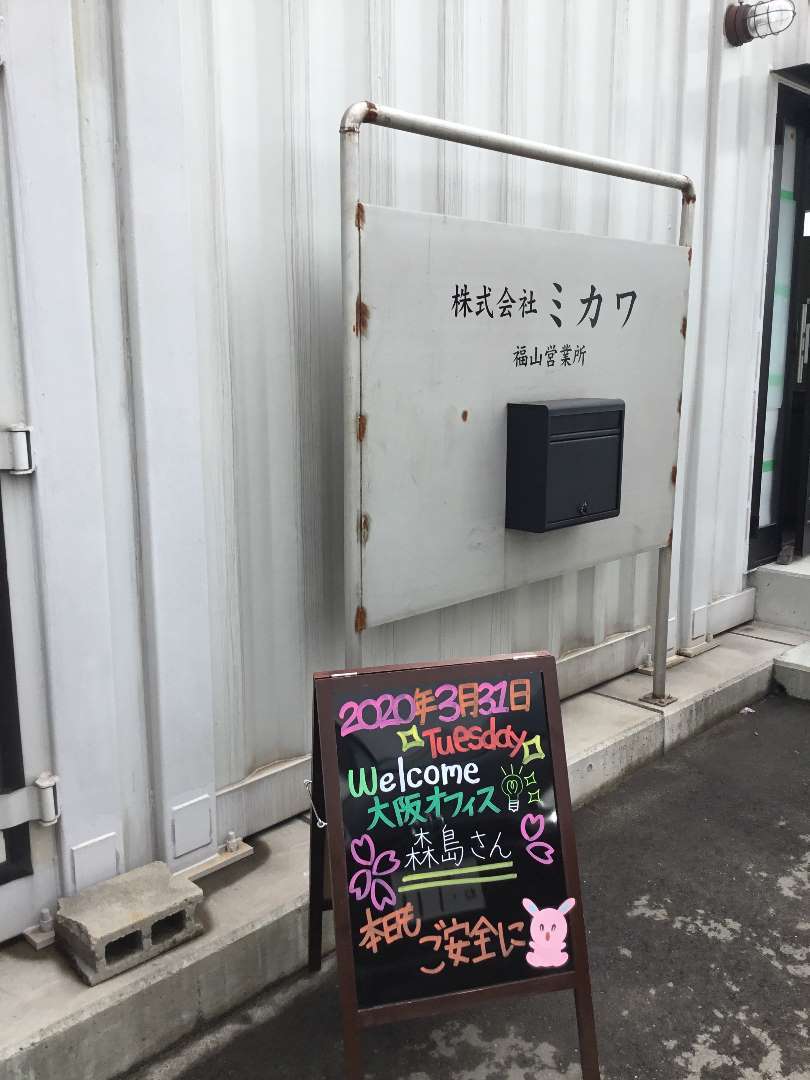 株式会社ミカワ
福山営業所
2020年3月31日
Tuesday
Welcome
大阪オフィス
森島さん
本日も
ご安全に